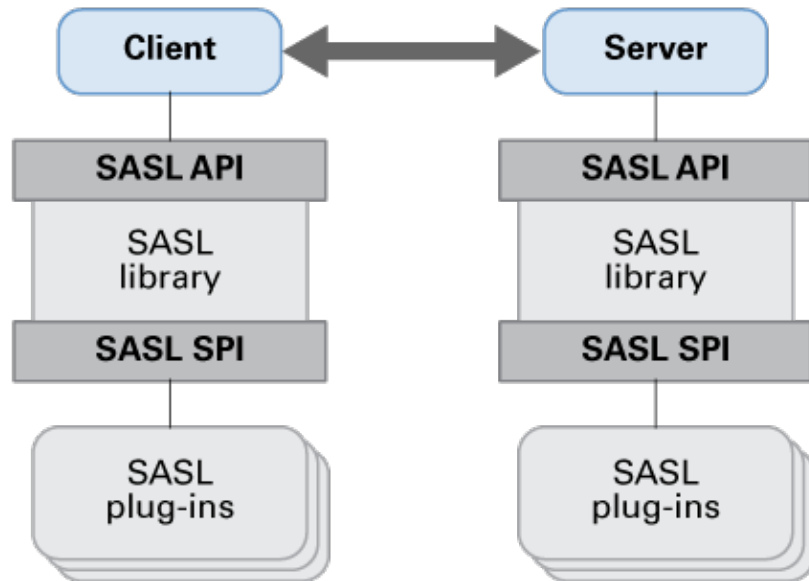 Client
Server
SASL API
SASL API
SASL
library
SASL
library
SASL SPI
SASL SPI
SASL
plug-ins
SASL
plug-ins